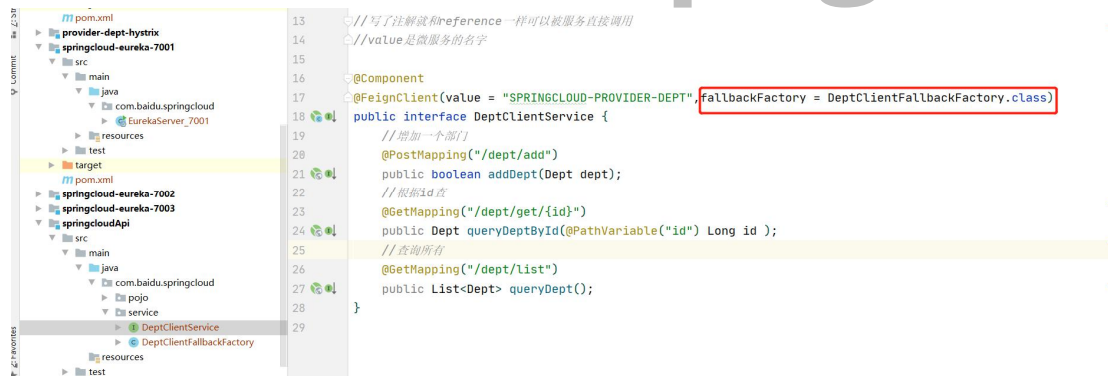 pom.xml
provider-dept-hystrix
springcloud-eureka-7001
src
main
java
com.baidu.springcloud
EurekaServer_7001
resources
test
target
pom.xml
springcloud-eureka-7002
springcloud-eureka-7003
springcloudApi
src
main
java
com.baidu.springcloud
pojo
service
DeptClientService
DeptClientFallbackFactory
resources
test
Commit
Favorites
13 //写了注解就和reference一样可以被服务直接调用
14 //value是微服务的名字
15
16 @Component
17 @FeignClient(value = "SPRINGCLOUD-PROVIDER-DEPT",fallbackFactory = DeptClientFallbackFactory.class)
18 public interface DeptClientService {
19 //增加一个部门
20 @PostMapping("/dept/add")
21 public boolean addDept(Dept dept);
22 //根据id查
23 @GetMapping("/dept/get/{id}")
24 public Dept queryDeptById(@PathVariable("id") Long id );
25 //查询所有
26 @GetMapping("/dept/list")
27 public List<Dept> queryDept();
28 }
29